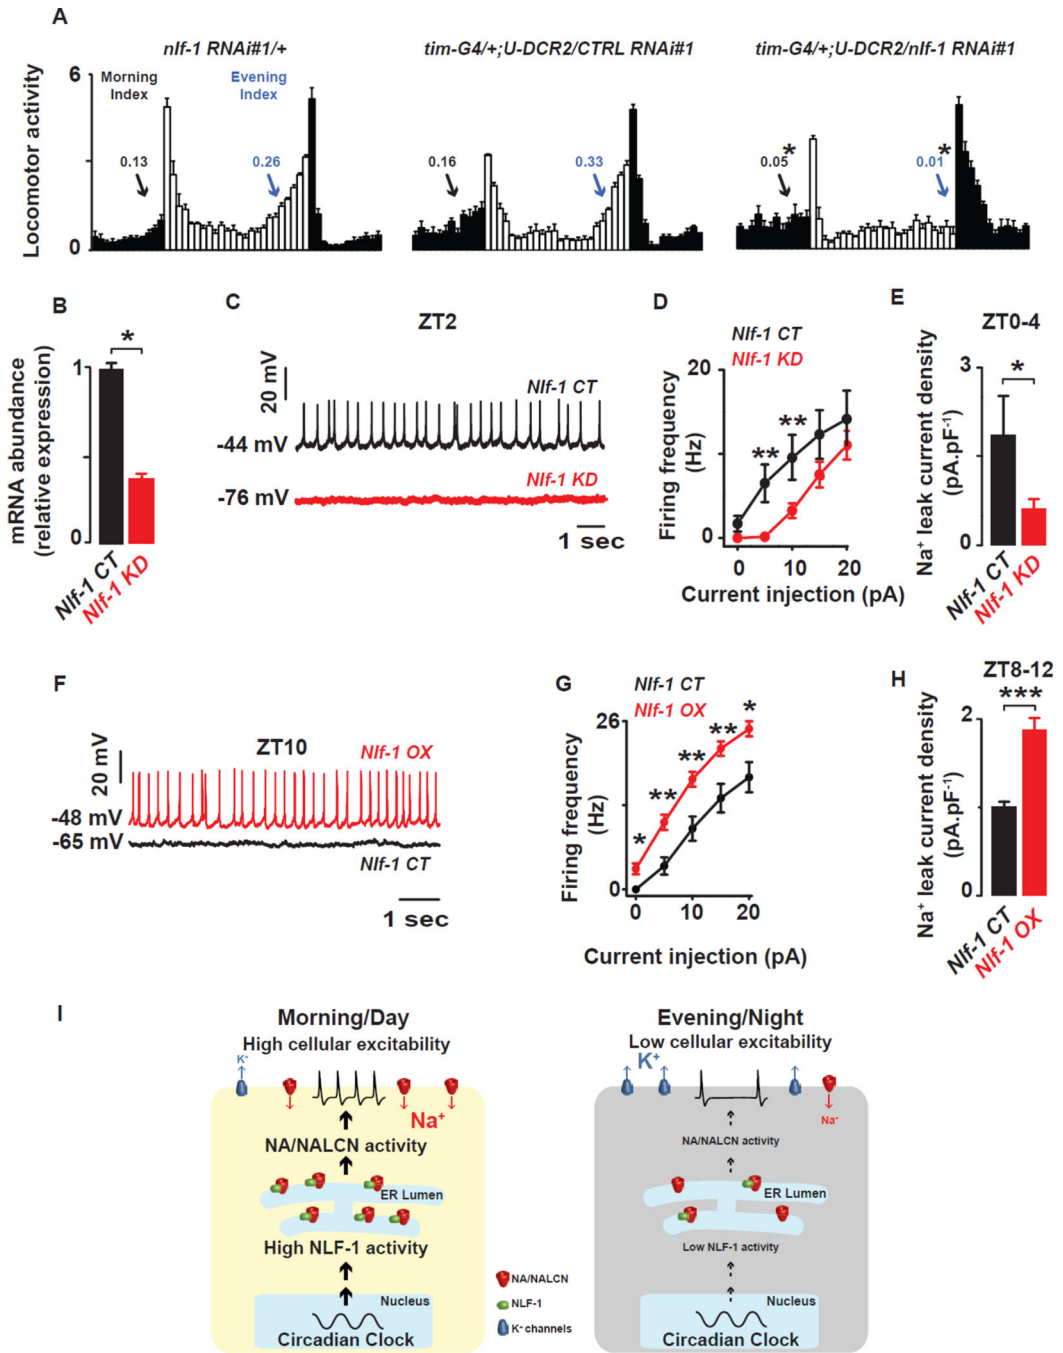 A
nlf-1 RNAi#1/+
tim-G4/+;U-DCR2/CTRL RNAi#1
tim-G4/+;U-DCR2/nlf-1 RNAi#1
Locomotor activity
6
0
Morning
Index
Evening
Index
0.13
0.26
0.16
0.33
0.05
*
0.01
*
B
mRNA abundance
(relative expression)
1
0
*
Nlf-1 CT
Nlf-1 KD
C
ZT2
20 mV
Nlf-1 CT
-44 mV
Nlf-1 KD
-76 mV
1 sec
D
Nlf-1 CT
Nlf-1 KD
Firing frequency
(Hz)
20
0
**
**
0
10
20
Current injection (pA)
E
ZT0-4
Na+ leak current density
(pA.pF-1)
3
0
*
Nlf-1 CT
Nlf-1 KD
F
20 mV
ZT10
Nlf-1 OX
-48 mV
-65 mV
Nlf-1 CT
1 sec
G
Nlf-1 CT
Nlf-1 OX
Firing frequency
(Hz)
26
0
*
**
**
**
*
0
10
20
Current injection (pA)
H
ZT8-12
Na+ leak current density
(pA.pF-1)
2
0
***
Nlf-1 CT
Nlf-1 OX
I
Morning/Day
High cellular excitability
K+
Na+
NA/NALCN activity
ER Lumen
High NLF-1 activity
Nucleus
Circadian Clock
NA/NALCN
NLF-1
K+ channels
Evening/Night
Low cellular excitability
K+
Na+
NA/NALCN activity
ER Lumen
Low NLF-1 activity
Nucleus
Circadian Clock